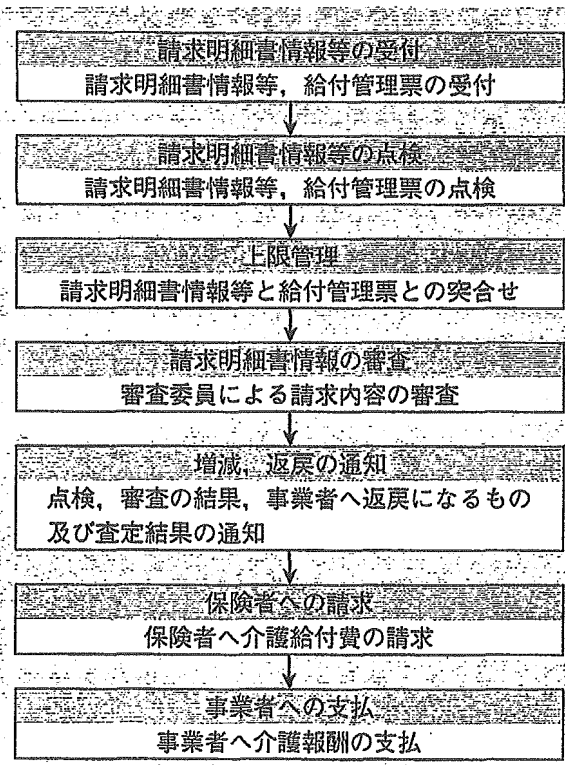 請求明細書情報等の受付
請求明細書情報等，給付管理票の受付
請求明細書情報等の点検
請求明細書情報等，給付管理票の点検
上限管理
請求明細書情報等と給付管理票との突合せ
請求明細書情報の審査
審査委員による請求内容の審査
増減，返戻の通知
点検，審査の結果，事業者へ返戻になるもの
及び査定結果の通知
保険者への請求
保険者へ介護給付費の請求
事業者への支払
事業者へ介護報酬の支払